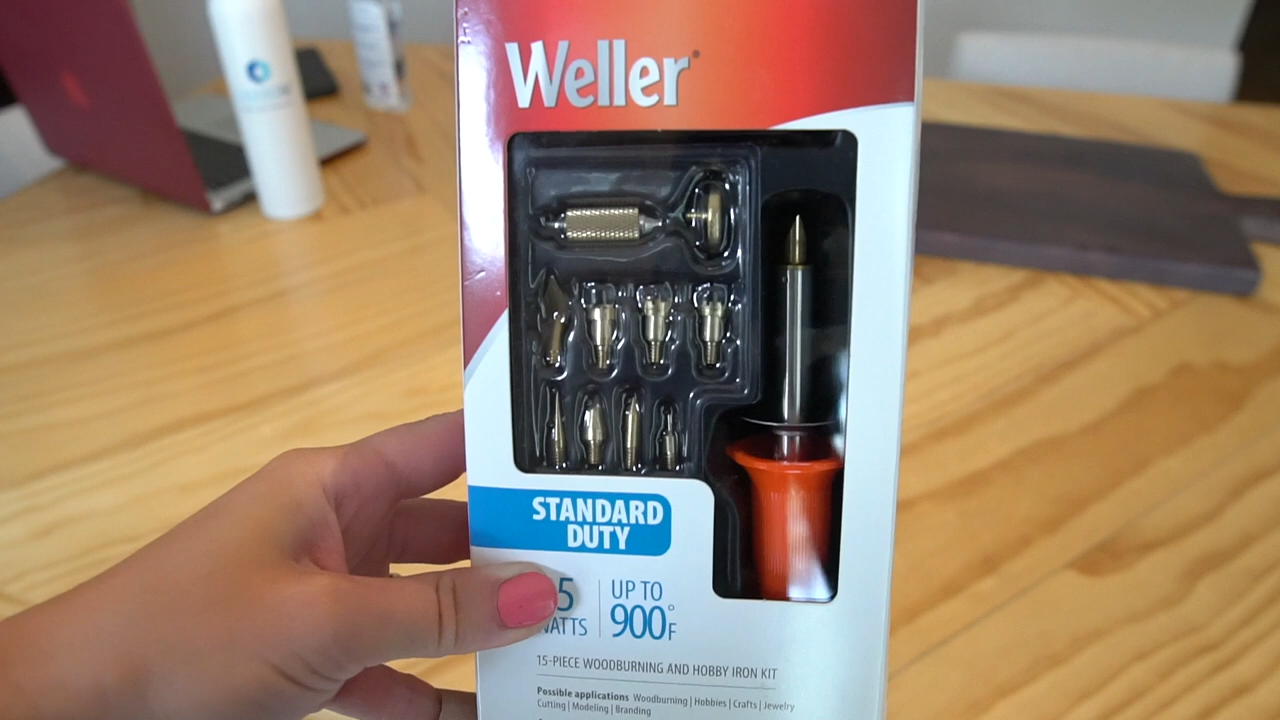 Weller
STANDARD
DUTY
5
WATTS
UP TO
900°F
15-PIECE WOODBURNING AND HOBBY IRON KIT
Possible applications Woodburning | Hobbies | Crafts | Jewelry
Cutting | Modeling | Branding